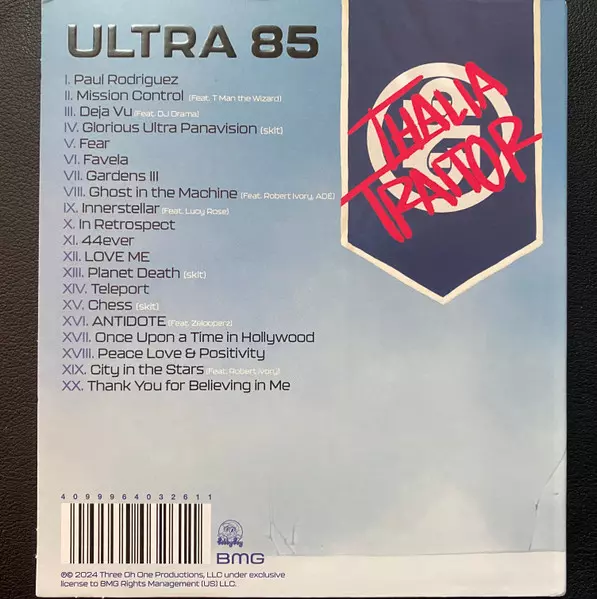 ULTRA 85
I. Paul Rodriguez
II. Mission Control (Feat. T Man the Wizard)
III. Deja Vu (Feat. DJ Drama)
IV. Glorious Ultra Panavision (skit)
V. Fear
VI. Favela
VII. Gardens III
VIII. Ghost in the Machine (Feat. Robert Ivory, ADE)
IX. Innerstellar (Feat. Lucy Rose)
X. In Retrospect
XI. 44ever
XII. LOVE ME
XIII. Planet Death (skit)
XIV. Teleport
XV. Chess (skit)
XVI. ANTIDOTE (Feat. Zelooperz)
XVII. Once Upon a Time in Hollywood
XVIII. Peace Love & Positivity
XIX. City in the Stars (Feat. Robert Ivory)
XX. Thank You for Believing in Me
THALIA
TRAITOR
4099964032611
BMG
℗© 2024 Three Oh One Productions, LLC under exclusive
license to BMG Rights Management (US) LLC.